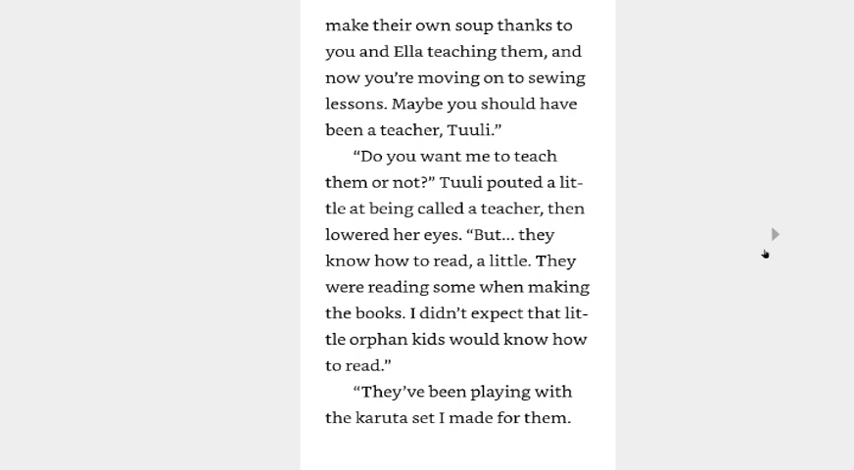 make their own soup thanks to
you and Ella teaching them, and
now you’re moving on to sewing
lessons. Maybe you should have
been a teacher, Tuuli.”
“Do you want me to teach
them or not?” Tuuli pouted a lit-
tle at being called a teacher, then
lowered her eyes. “But... they
know how to read, a little. They
were reading some when making
the books. I didn’t expect that lit-
tle orphan kids would know how
to read.”
“They’ve been playing with
the karuta set I made for them.